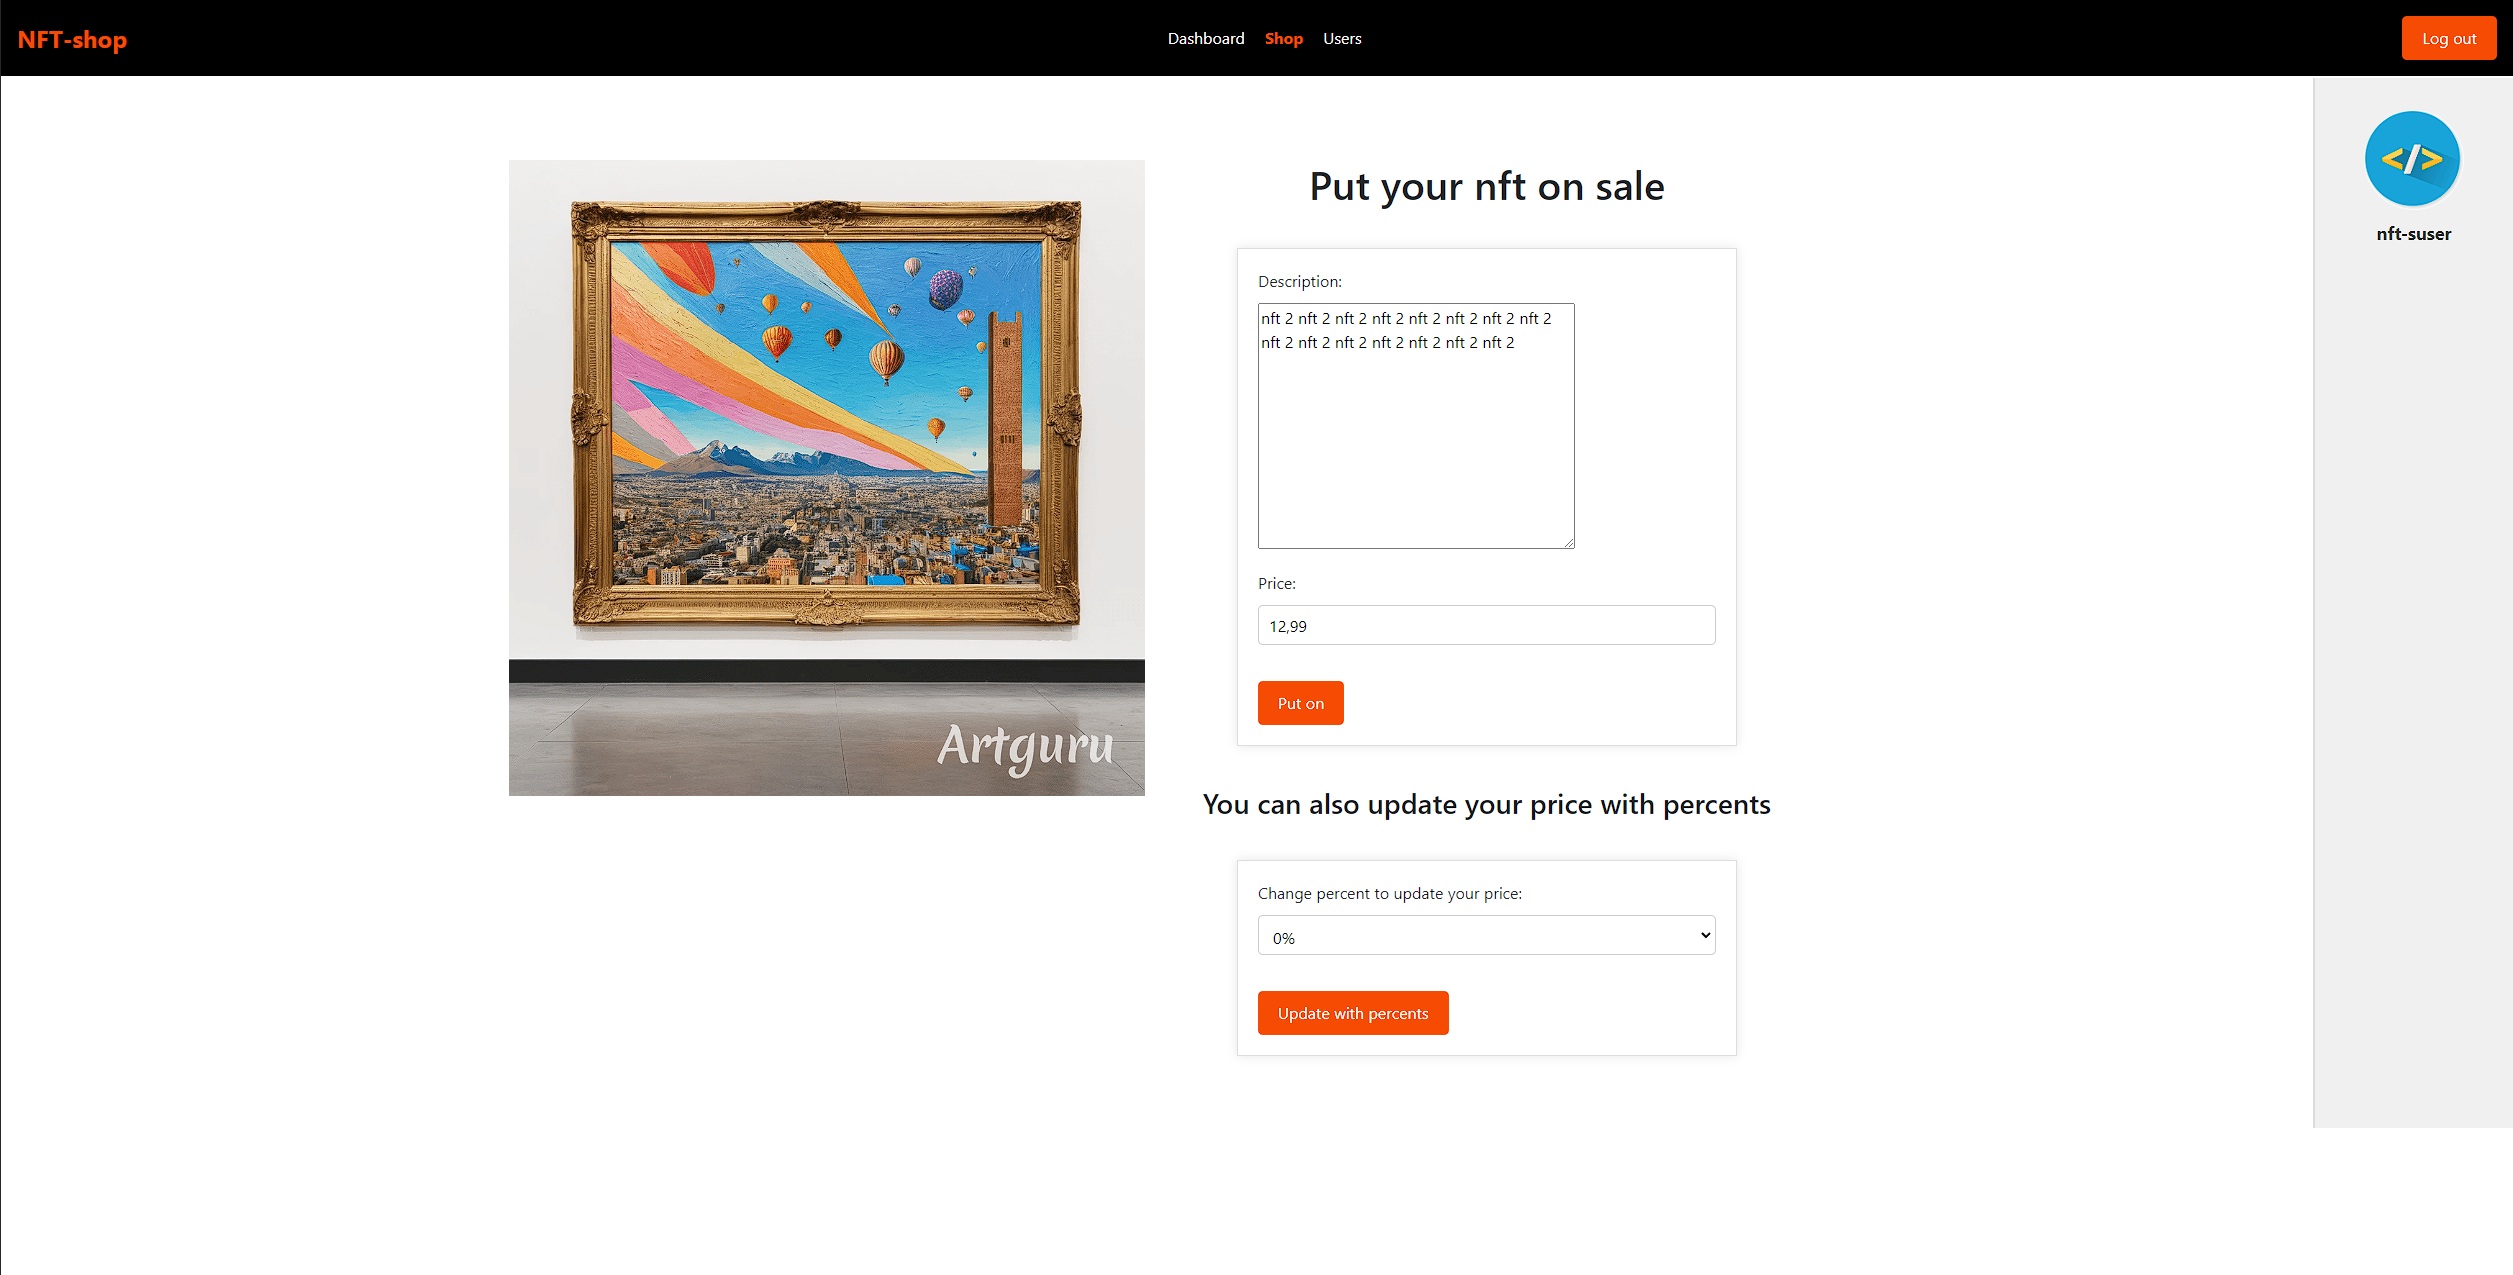 NFT-shop
Dashboard Shop Users
Log out
nft-suser
Artguru
Put your nft on sale
Description:
nft 2 nft 2 nft 2 nft 2 nft 2 nft 2 nft 2 nft 2
nft 2 nft 2 nft 2 nft 2 nft 2 nft 2 nft 2
Price:
12,99
Put on
You can also update your price with percents
Change percent to update your price:
0%
Update with percents